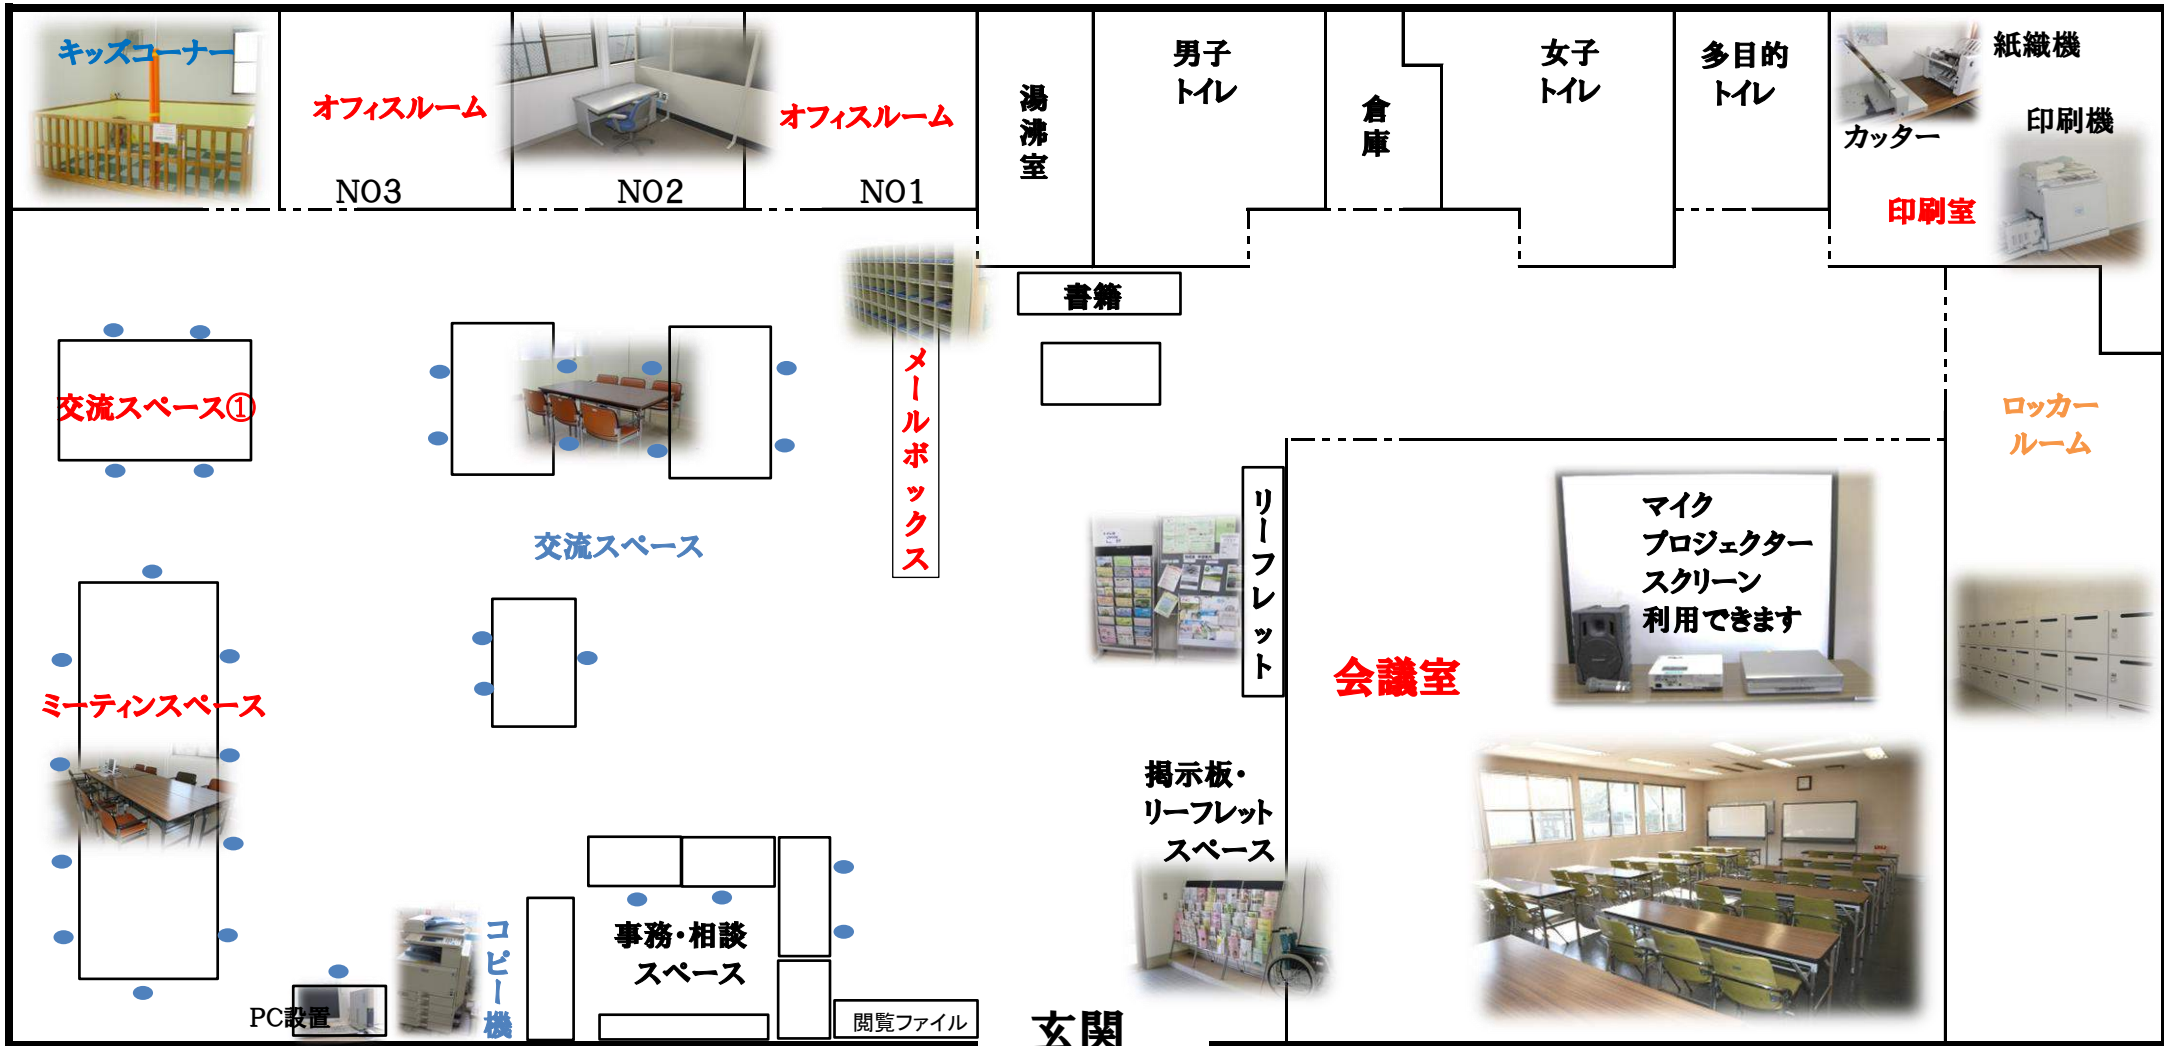 キッズコーナー
オフィスルーム
NO3
NO2
オフィスルーム
NO1
湯沸室
男子
トイレ
倉庫
女子
トイレ
多目的
トイレ
紙織機
カッター
印刷機
印刷室
書籍
メールボックス
交流スペース①
交流スペース
リーフレット
マイク
プロジェクター
スクリーン
利用できます
会議室
ロッカー
ルーム
ミーティンスペース
掲示板・
リーフレット
スペース
事務・相談
スペース
コピー機
PC設置
閲覧ファイル
玄関